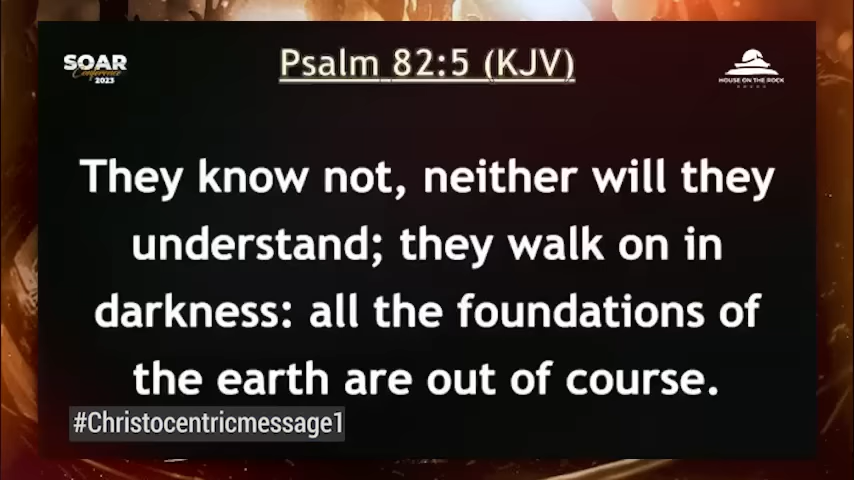 SOAR
Conference
2023
Psalm 82:5 (KJV)
HOUSE ON THE ROCK
They know not, neither will they
understand; they walk on in
darkness: all the foundations of
the earth are out of course.
#Christocentricmessage1